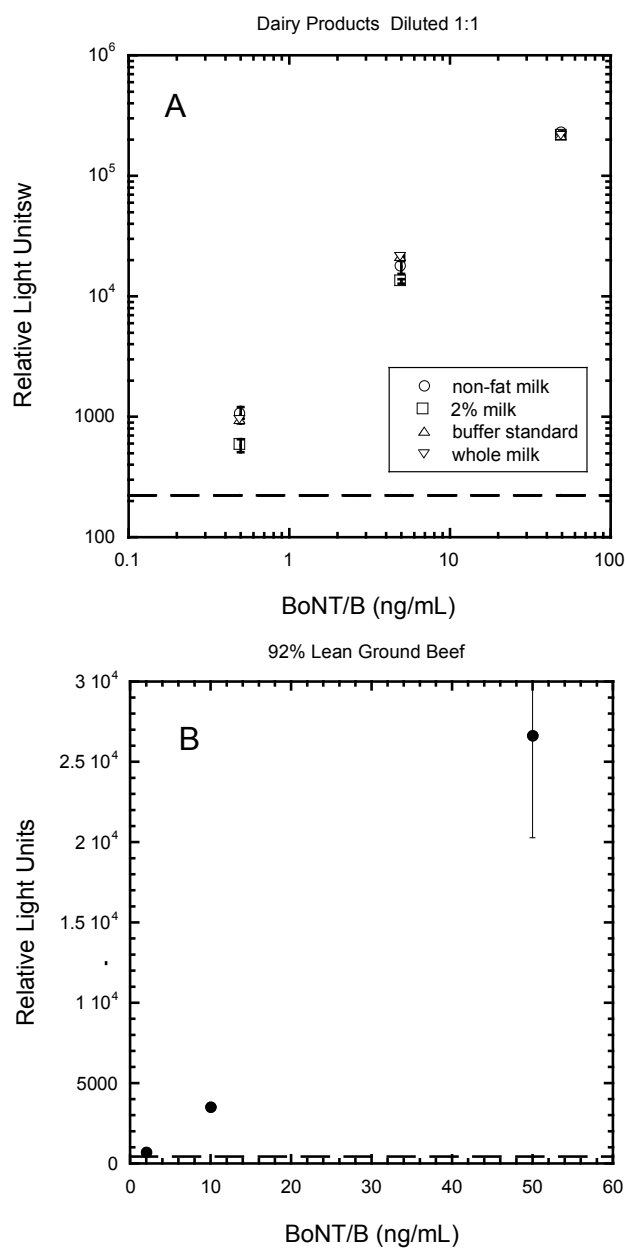 Dairy Products Diluted 1:1
10^6
A
10^5
Relative Light Unitsw
10^4
non-fat milk
2% milk
1000
buffer standard
whole milk
100
0.1 1 10 100
BoNT/B (ng/mL)
92% Lean Ground Beef
3 10^4
B
2.5 10^4
2 10^4
Relative Light Units
1.5 10^4
1 10^4
5000
0
0 10 20 30 40 50 60
BoNT/B (ng/mL)